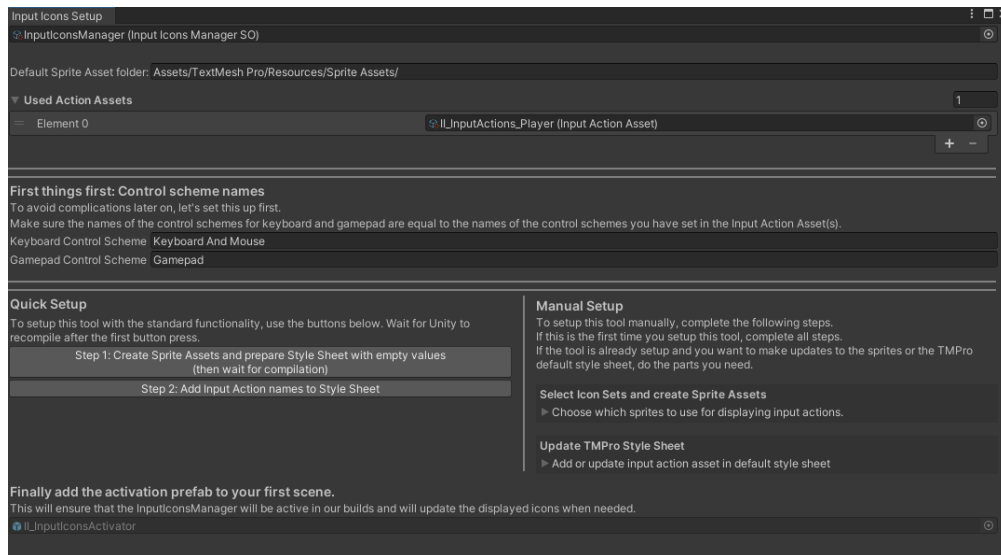 Input Icons Setup
InputIconsManager (Input Icons Manager SO)
Default Sprite Asset folder: Assets/TextMesh Pro/Resources/Sprite Assets/
Used Action Assets 1
Element 0 II_InputActions_Player (Input Action Asset)
First things first: Control scheme names
To avoid complications later on, let's set this up first.
Make sure the names of the control schemes for keyboard and gamepad are equal to the names of the control schemes you have set in the Input Action Asset(s).
Keyboard Control Scheme Keyboard And Mouse
Gamepad Control Scheme Gamepad
Quick Setup
To setup this tool with the standard functionality, use the buttons below. Wait for Unity to
recompile after the first button press.
Step 1: Create Sprite Assets and prepare Style Sheet with empty values
(then wait for compilation)
Step 2: Add Input Action names to Style Sheet
Manual Setup
To setup this tool manually, complete the following steps.
If this is the first time you setup this tool, complete all steps.
If the tool is already setup and you want to make updates to the sprites or the TMPro
default style sheet, do the parts you need.
Select Icon Sets and create Sprite Assets
Choose which sprites to use for displaying input actions.
Update TMPro Style Sheet
Add or update input action asset in default style sheet
Finally add the activation prefab to your first scene.
This will ensure that the InputIconsManager will be active in our builds and will update the displayed icons when needed.
II_InputIconsActivator